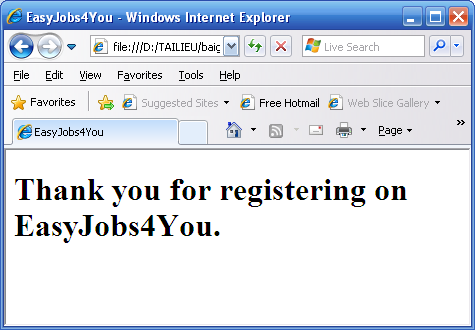 EasyJobs4You - Windows Internet Explorer
file:///D:/TAILIEU/baig
Live Search
File Edit View Favorites Tools Help
Favorites Suggested Sites Free Hotmail Web Slice Gallery
EasyJobs4You Page »
Thank you for registering on
EasyJobs4You.